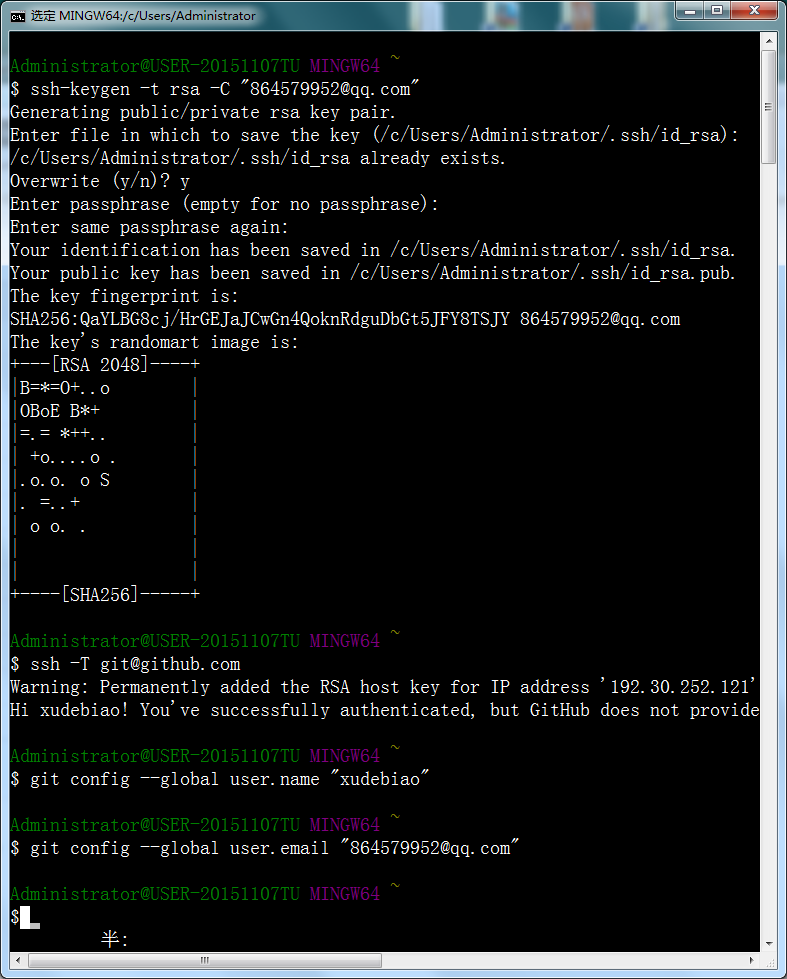 选定 MINGW64:/c/Users/Administrator
Administrator@USER-20151107TU MINGW64 ~
$ ssh-keygen -t rsa -C "864579952@qq.com"
Generating public/private rsa key pair.
Enter file in which to save the key (/c/Users/Administrator/.ssh/id_rsa):
/c/Users/Administrator/.ssh/id_rsa already exists.
Overwrite (y/n)? y
Enter passphrase (empty for no passphrase):
Enter same passphrase again:
Your identification has been saved in /c/Users/Administrator/.ssh/id_rsa.
Your public key has been saved in /c/Users/Administrator/.ssh/id_rsa.pub.
The key fingerprint is:
SHA256:QaYLBG8cj/HrGEJaJCwGn4QoknRdguDbGt5JFY8TSJY 864579952@qq.com
The key's randomart image is:
+---[RSA 2048]----+
|B=*=O+..o        |
|OBoE B*+         |
|=.= *++..        |
| +o....o .       |
|.o.o. o S        |
|. =..+           |
| o o. .          |
|                 |
|                 |
+----[SHA256]-----+
Administrator@USER-20151107TU MINGW64 ~
$ ssh -T git@github.com
Warning: Permanently added the RSA host key for IP address '192.30.252.121'
Hi xudebiao! You've successfully authenticated, but GitHub does not provide
Administrator@USER-20151107TU MINGW64 ~
$ git config --global user.name "xudebiao"
Administrator@USER-20151107TU MINGW64 ~
$ git config --global user.email "864579952@qq.com"
Administrator@USER-20151107TU MINGW64 ~
$
半: